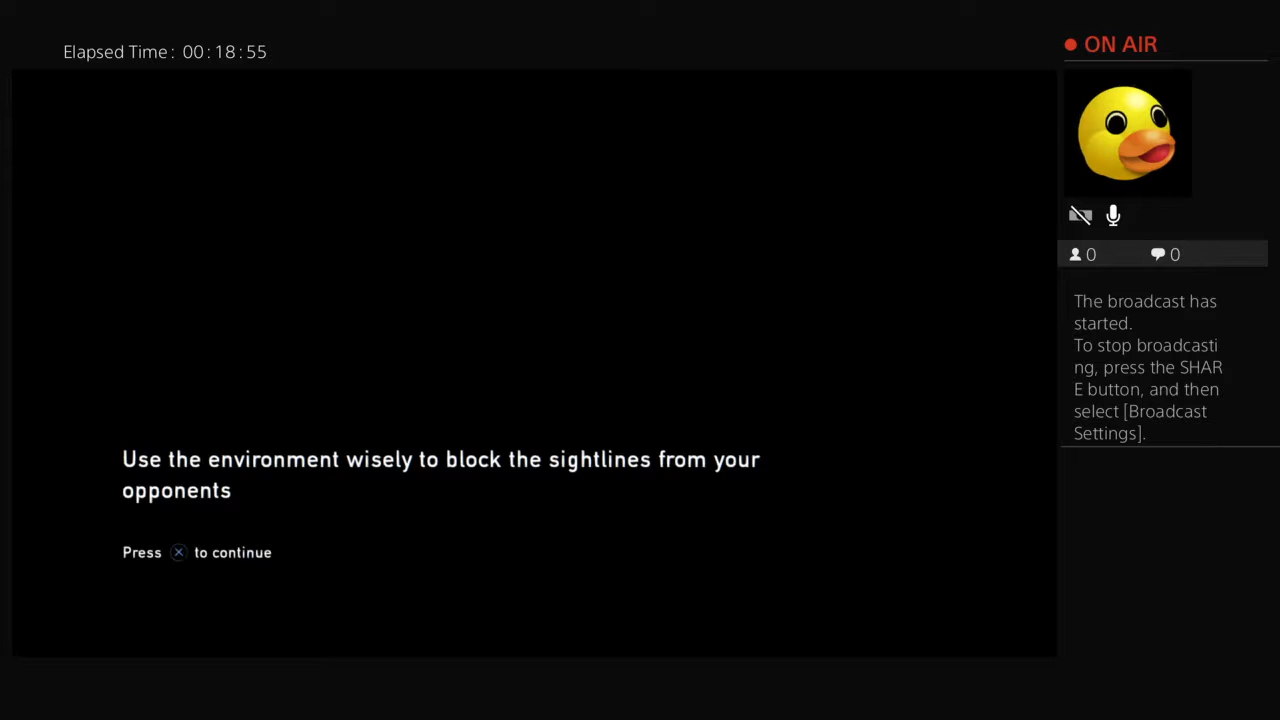 Elapsed Time: 00:18:55
ON AIR
0 0
The broadcast has
started.
To stop broadcasti
ng, press the SHAR
E button, and then
select [Broadcast
Settings].
Use the environment wisely to block the sightlines from your
opponents
Press to continue